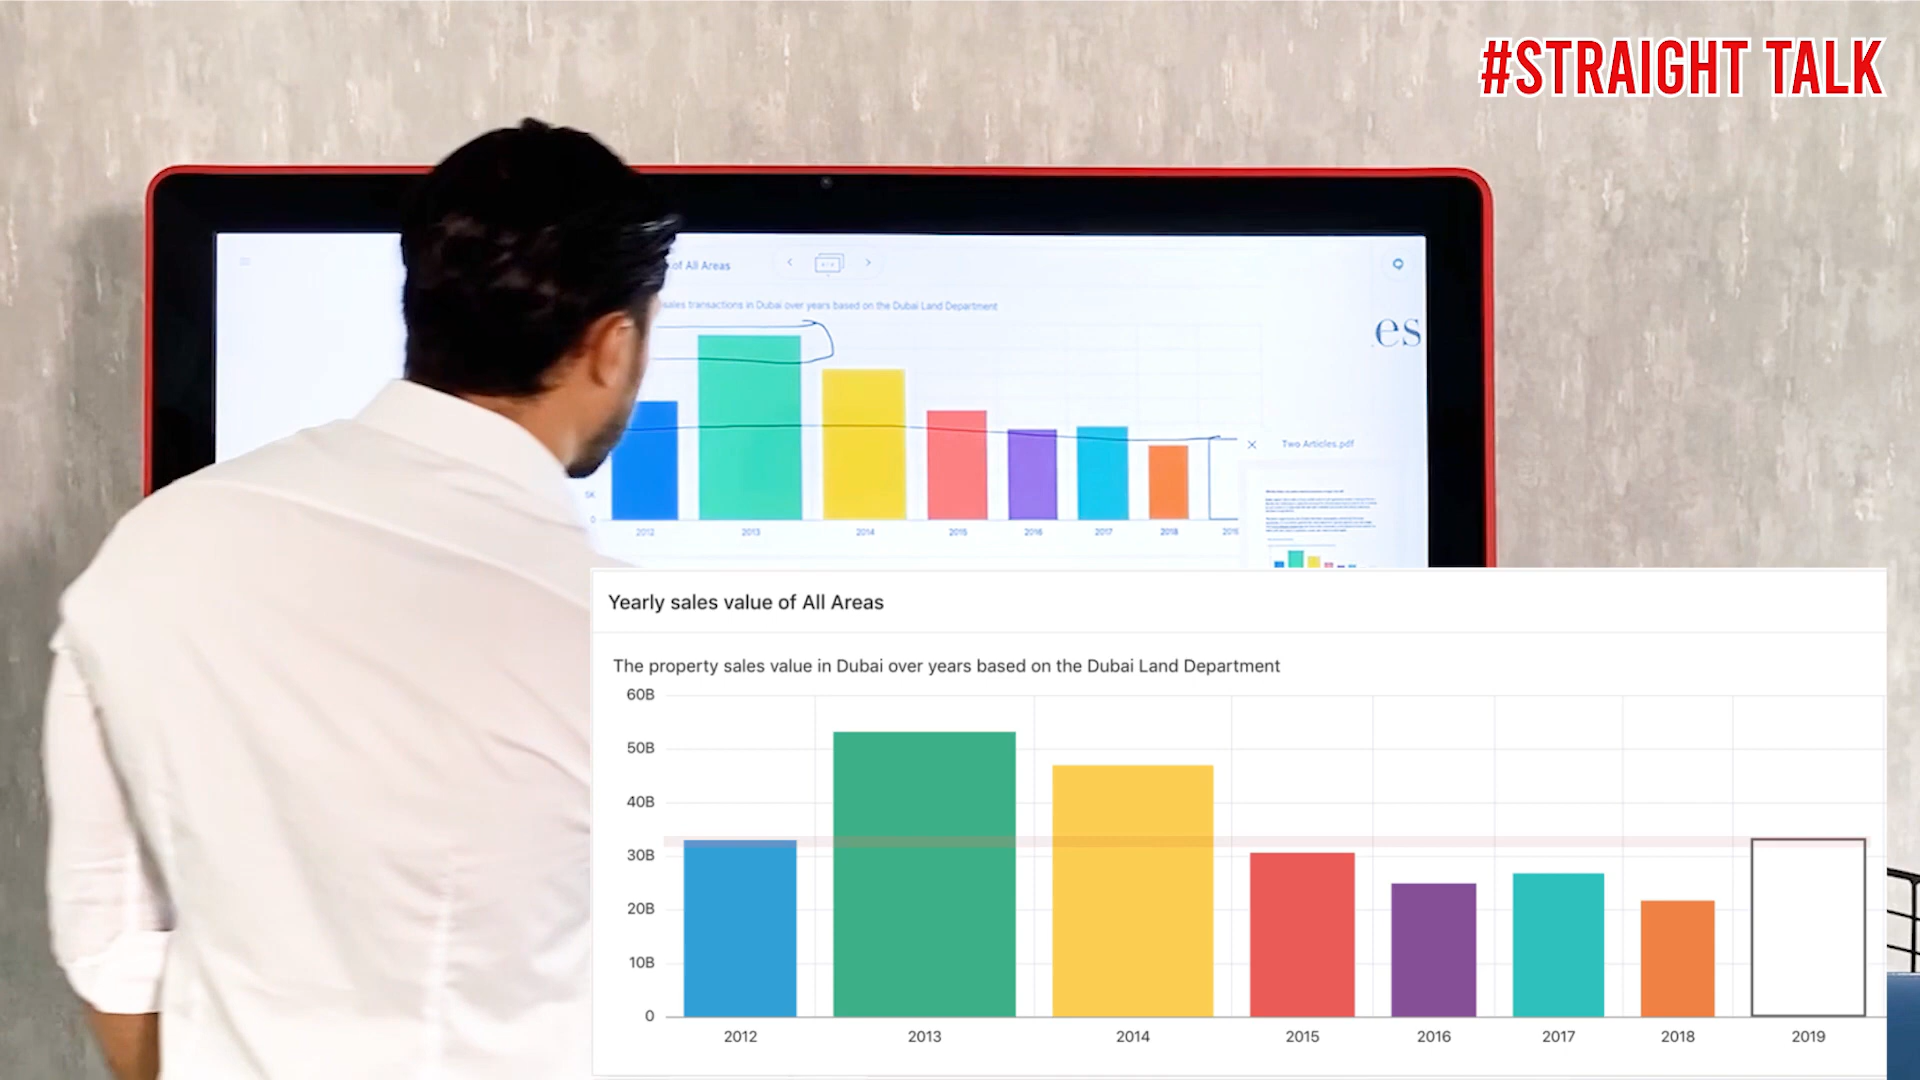 #STRAIGHT TALK
of All Areas
sales transactions in Dubai over years based on the Dubai Land Department
es
Two Articles.pdf
5K
0
2012 2013 2014 2015 2016 2017 2018 201
Yearly sales value of All Areas
The property sales value in Dubai over years based on the Dubai Land Department
60B
50B
40B
30B
20B
10B
0
2012 2013 2014 2015 2016 2017 2018 2019